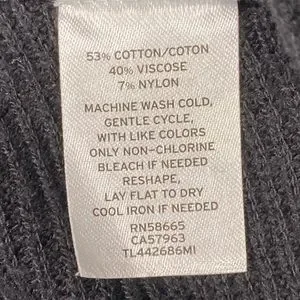 53% COTTON/COTON
40% VISCOSE
7% NYLON
MACHINE WASH COLD,
GENTLE CYCLE,
WITH LIKE COLORS
ONLY NON-CHLORINE
BLEACH IF NEEDED
RESHAPE,
LAY FLAT TO DRY
COOL IRON IF NEEDED
RN58665
CA57963
TL442686MI